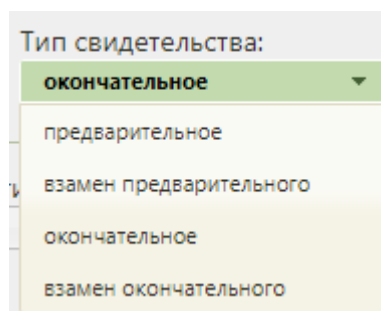 Тип свидетельства:
окончательное
предварительное
взамен предварительного
окончательное
взамен окончательного